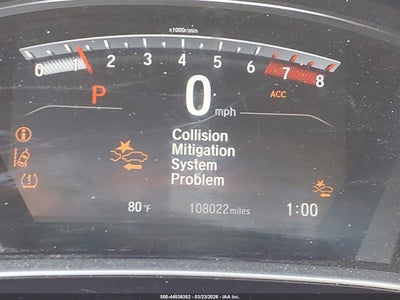 x1000r/min
0 1 2 3 4 5 6 7 8
P 0 mph ACC
Collision
Mitigation
System
Problem
80°F 108022 miles 1:00
000-44536382 | 03/23/2026 - IAA Inc.